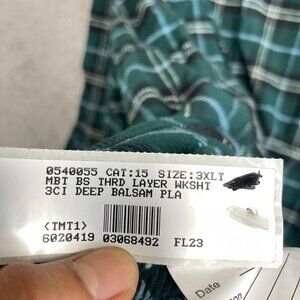 0540055 CAT:15 SIZE:3XLT
MBT BS THRD LAYER WKSHT
3CI DEEP BALSAM PLA
<TMT1>
6020419 03068492 FL23
Date